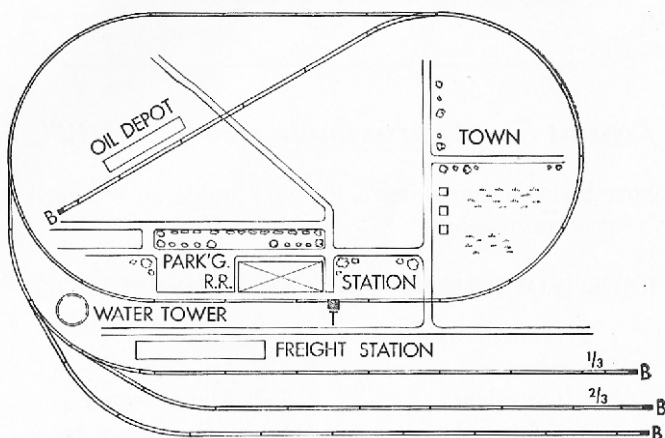 OIL DEPOT
TOWN
B
PARK'G.
R.R.
STATION
WATER TOWER
T
FREIGHT STATION
1/3
B
2/3
B
B